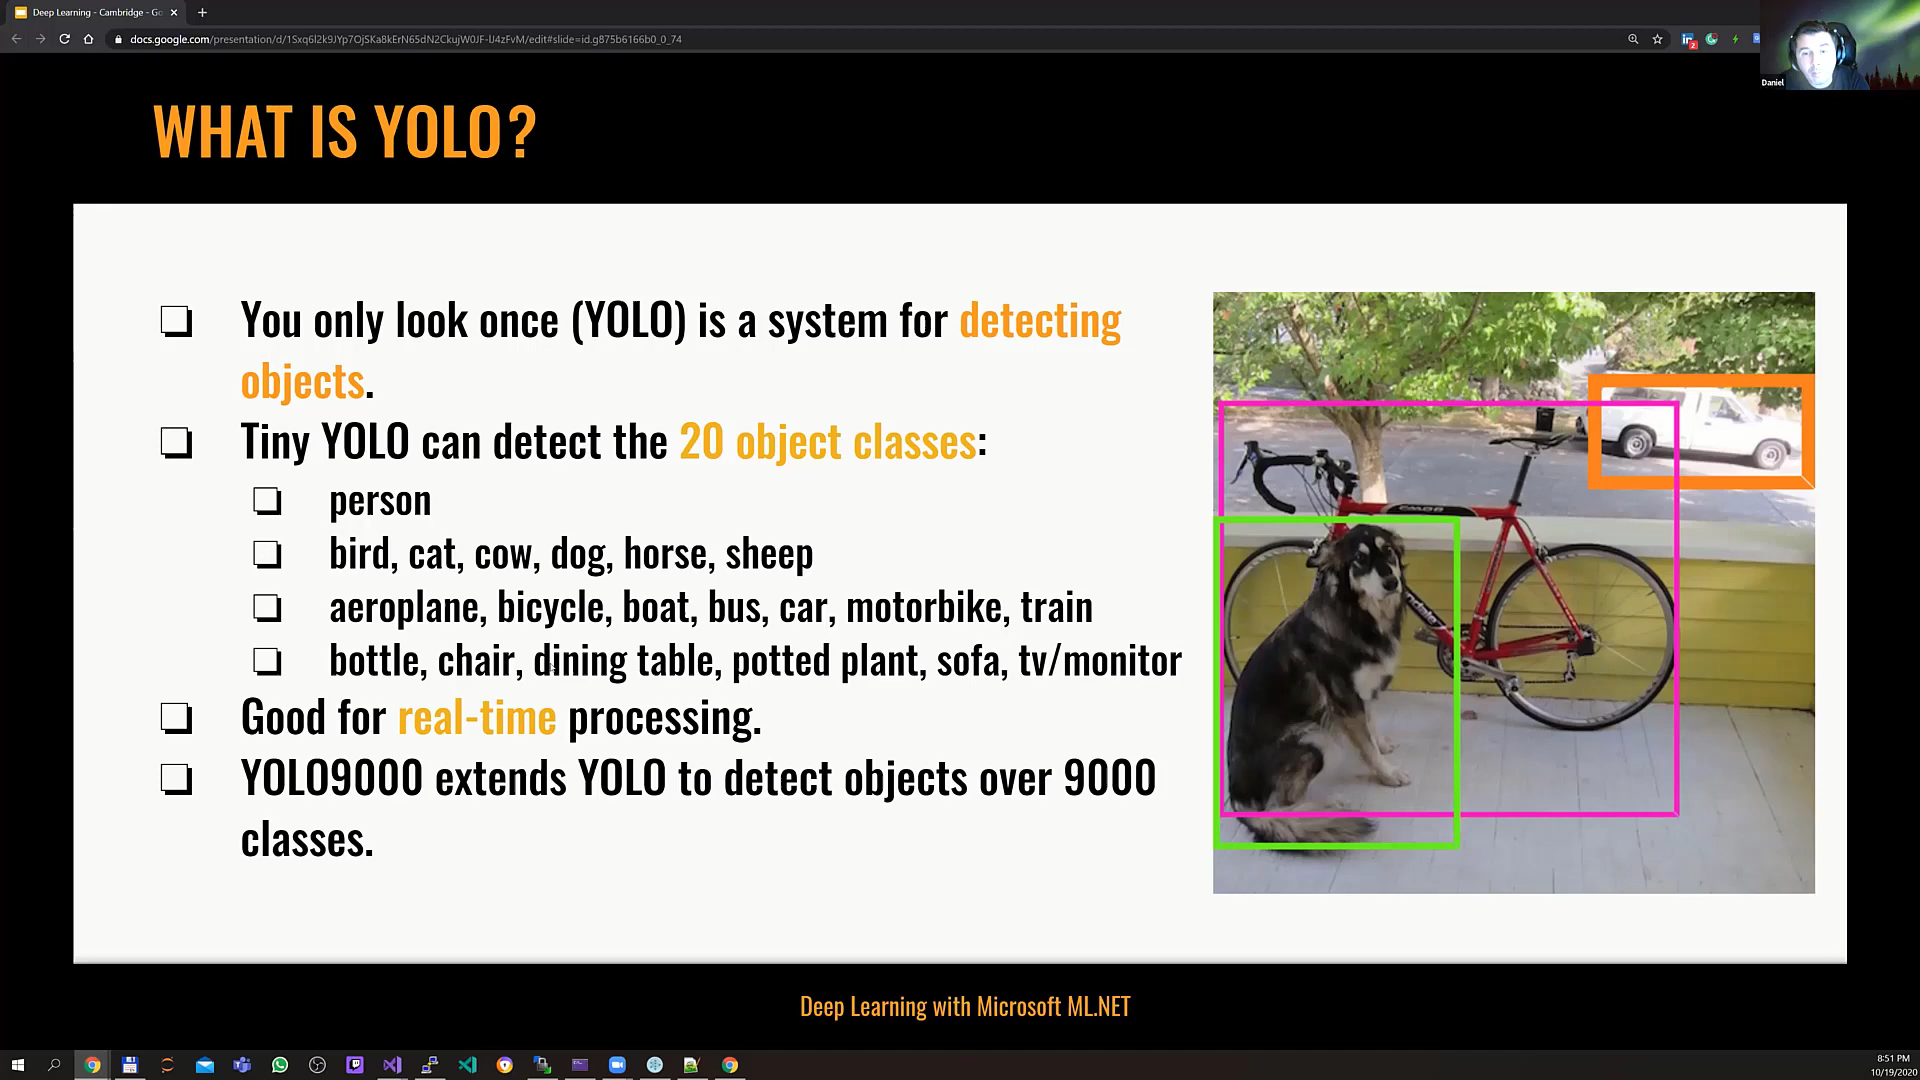 Deep Learning - Cambridge - Go
docs.google.com/presentation/d/1Sxq6l2k9JYp7OjSKa8kErN65dN2CkujW0JF-lJ4zFvM/edit#slide=id.g875b6166b0_0_74
Daniel
WHAT IS YOLO?
You only look once (YOLO) is a system for detecting
objects.
Tiny YOLO can detect the 20 object classes:
person
bird, cat, cow, dog, horse, sheep
aeroplane, bicycle, boat, bus, car, motorbike, train
bottle, chair, dining table, potted plant, sofa, tv/monitor
Good for real-time processing.
YOLO9000 extends YOLO to detect objects over 9000
classes.
Deep Learning with Microsoft ML.NET
8:51 PM
10/19/2020